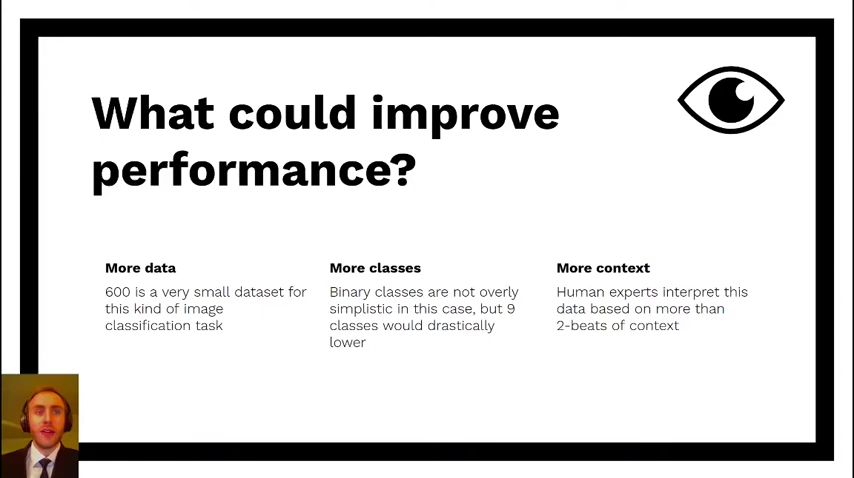 What could improve
performance?
More data
600 is a very small dataset for
this kind of image
classification task
More classes
Binary classes are not overly
simplistic in this case, but 9
classes would drastically
lower
More context
Human experts interpret this
data based on more than
2-beats of context